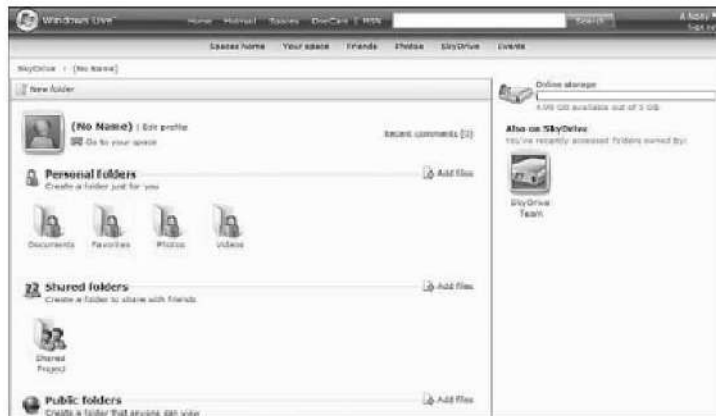 Windows Live™
Home Hotmail Spaces OneCare | MSN
Search
Spaces home Your space Friends Photos SkyDrive Events
SkyDrive › (No Name)
New folder
(No Name) | Edit profile
Go to your space
Recent comments (0)
Personal folders
Add files
Create a folder just for you
Documents Favorites Photos Videos
Shared folders
Add files
Create a folder to share with friends
Shared
Project
Public folders
Add files
Create a folder that anyone can view
Online storage
4.99 GB available out of 5 GB
Also on SkyDrive
You've recently accessed folders owned by:
SkyDrive
Team